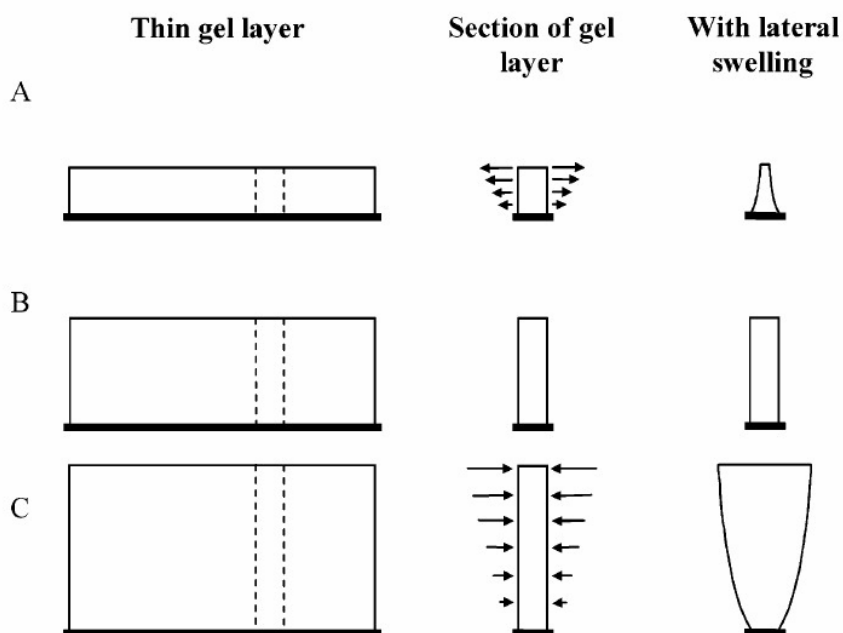 Thin gel layer
Section of gel
layer
With lateral
swelling
A
B
C